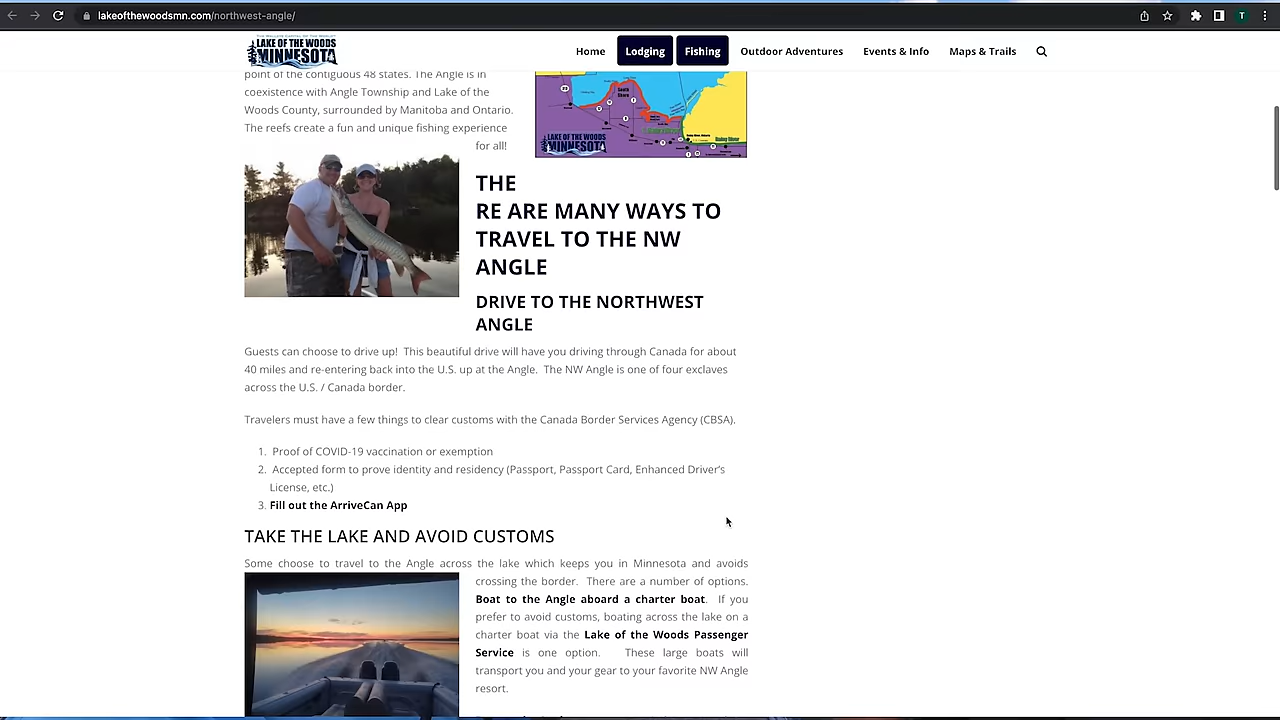 lakeofthewoodsmn.com/northwest-angle/
T
LAKE OF THE WOODS
MINNESOTA
Home
Lodging
Fishing
Outdoor Adventures
Events & Info
Maps & Trails
point of the contiguous 48 states. The Angle is in
coexistence with Angle Township and Lake of the
Woods County, surrounded by Manitoba and Ontario.
The reefs create a fun and unique fishing experience
for all!
South
Shore
LAKE OF THE WOODS
MINNESOTA
THE
RE ARE MANY WAYS TO
TRAVEL TO THE NW
ANGLE
DRIVE TO THE NORTHWEST
ANGLE
Guests can choose to drive up! This beautiful drive will have you driving through Canada for about
40 miles and re-entering back into the U.S. up at the Angle. The NW Angle is one of four exclaves
across the U.S. / Canada border.
Travelers must have a few things to clear customs with the Canada Border Services Agency (CBSA).
1. Proof of COVID-19 vaccination or exemption
2. Accepted form to prove identity and residency (Passport, Passport Card, Enhanced Driver's
License, etc.)
3. Fill out the ArriveCan App
TAKE THE LAKE AND AVOID CUSTOMS
Some choose to travel to the Angle across the lake which keeps you in Minnesota and avoids
crossing the border. There are a number of options.
Boat to the Angle aboard a charter boat. If you
prefer to avoid customs, boating across the lake on a
charter boat via the Lake of the Woods Passenger
Service is one option. These large boats will
transport you and your gear to your favorite NW Angle
resort.